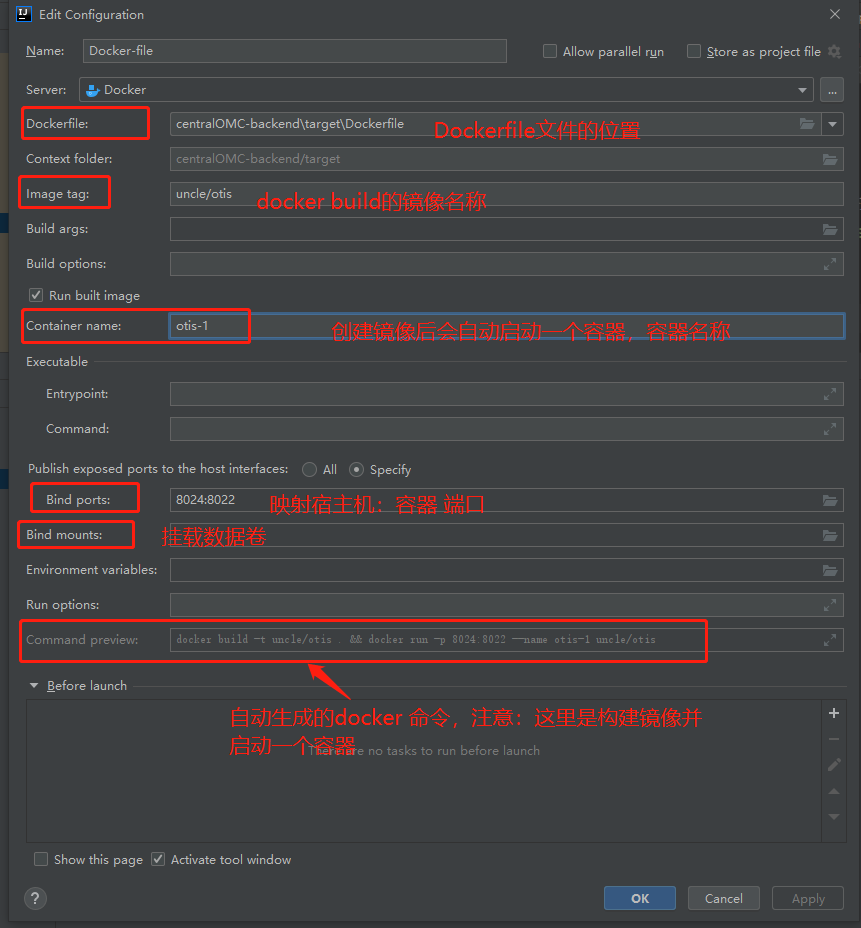 Edit Configuration
Name: Docker-file Allow parallel run Store as project file
Server: Docker ...
Dockerfile: centralOMC-backend\target\Dockerfile Dockerfile文件的位置
Context folder: centralOMC-backend/target
Image tag: uncle/otis docker build的镜像名称
Build args:
Build options:
Run built image
Container name: otis-1 创建镜像后会自动启动一个容器，容器名称
Executable
Entrypoint:
Command:
Publish exposed ports to the host interfaces: All Specify
Bind ports: 8024:8022 映射宿主机：容器 端口
Bind mounts: 挂载数据卷
Environment variables:
Run options:
Command preview: docker build -t uncle/otis . && docker run -p 8024:8022 --name otis-1 uncle/otis
Before launch
自动生成的docker 命令，注意：这里是构建镜像并
启动一个容器
There are no tasks to run before launch
Show this page Activate tool window
? OK Cancel Apply